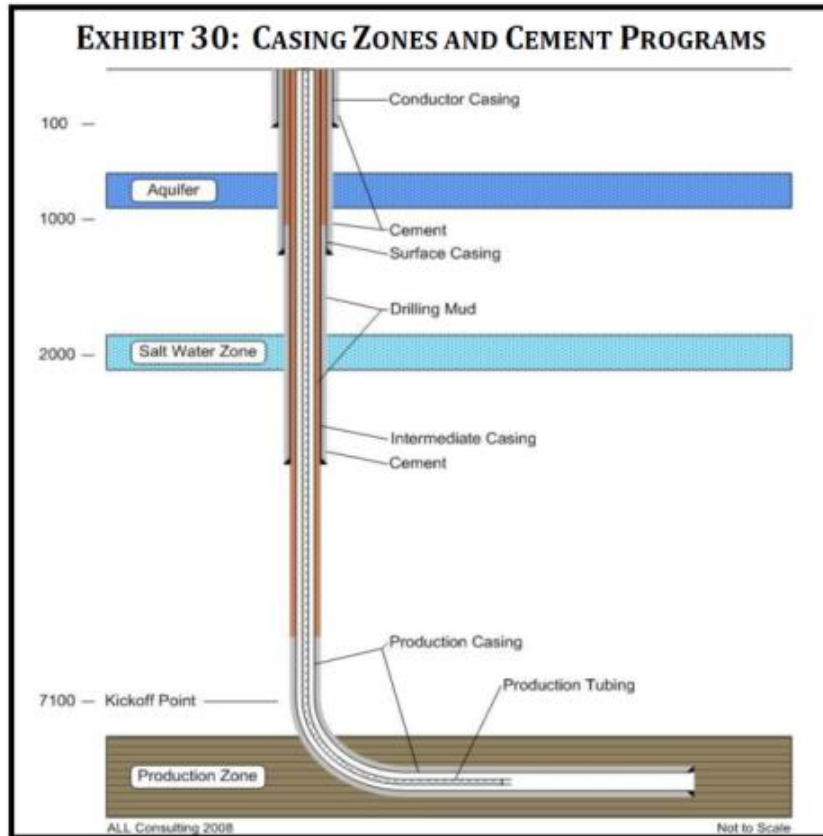 EXHIBIT 30: CASING ZONES AND CEMENT PROGRAMS
Conductor Casing
100 —
Aquifer
1000 —
Cement
Surface Casing
Drilling Mud
2000 —
Salt Water Zone
Intermediate Casing
Cement
Production Casing
Production Tubing
7100 — Kickoff Point
Production Zone
ALL Consulting 2008
Not to Scale